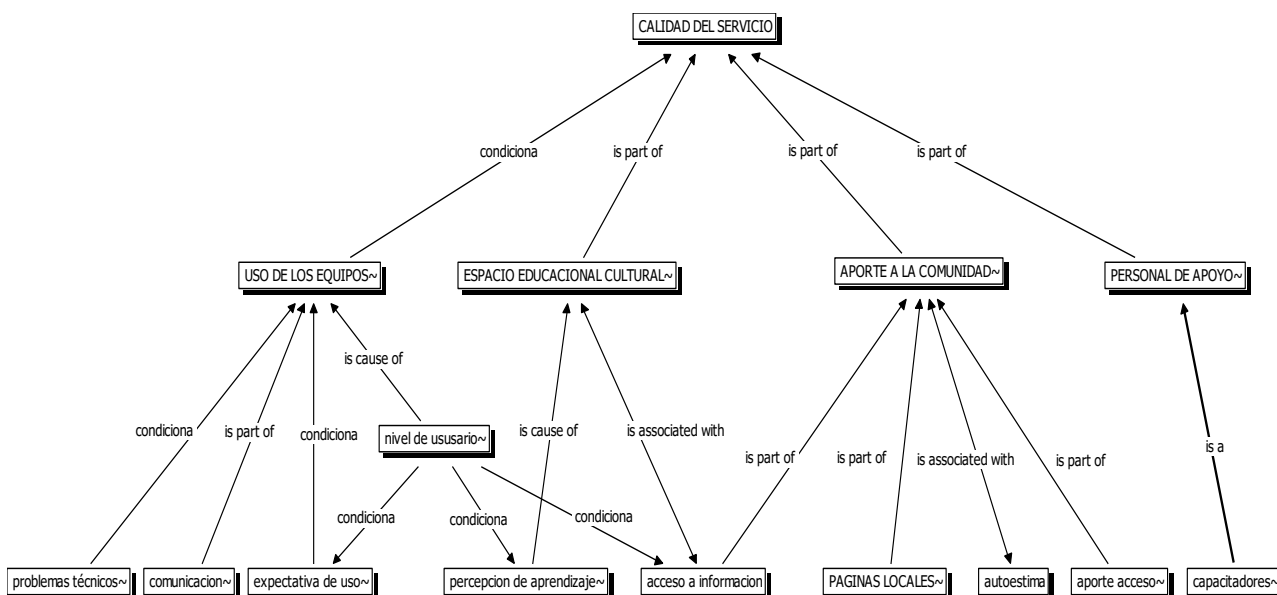 CALIDAD DEL SERVICIO
condiciona
is part of
is part of
is part of
USO DE LOS EQUIPOS~
ESPACIO EDUCACIONAL CULTURAL~
APORTE A LA COMUNIDAD~
PERSONAL DE APOYO~
is cause of
condiciona
is part of
condiciona
nivel de ususario~
is cause of
is associated with
is part of
is part of
is associated with
is part of
is a
condiciona
condiciona
condiciona
problemas técnicos~
comunicacion~
expectativa de uso~
percepcion de aprendizaje~
acceso a informacion
PAGINAS LOCALES~
autoestima
aporte acceso~
capacitadores~